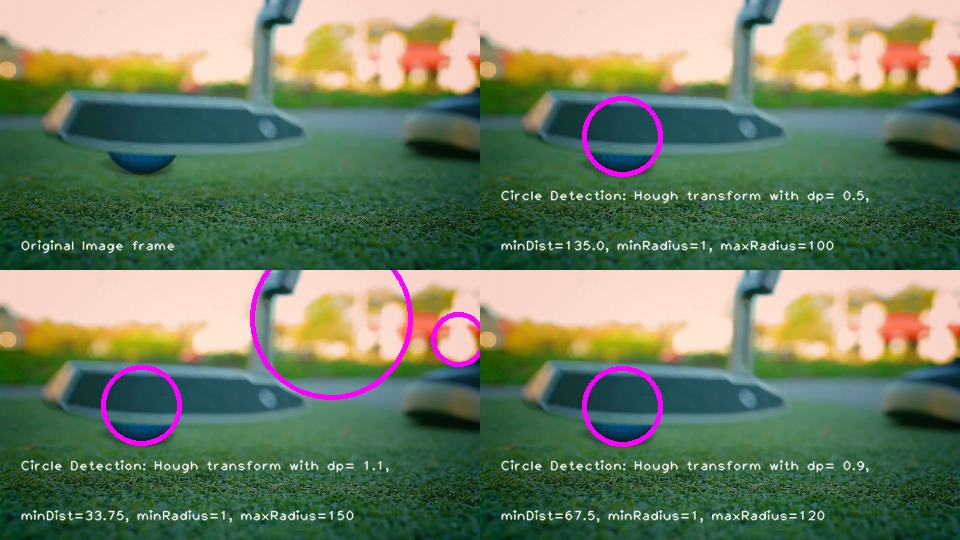 Original Image frame
Circle Detection: Hough transform with dp= 0.5,
minDist=135.0, minRadius=1, maxRadius=100
Circle Detection: Hough transform with dp= 1.1,
minDist=33.75, minRadius=1, maxRadius=150
Circle Detection: Hough transform with dp= 0.9,
minDist=67.5, minRadius=1, maxRadius=120